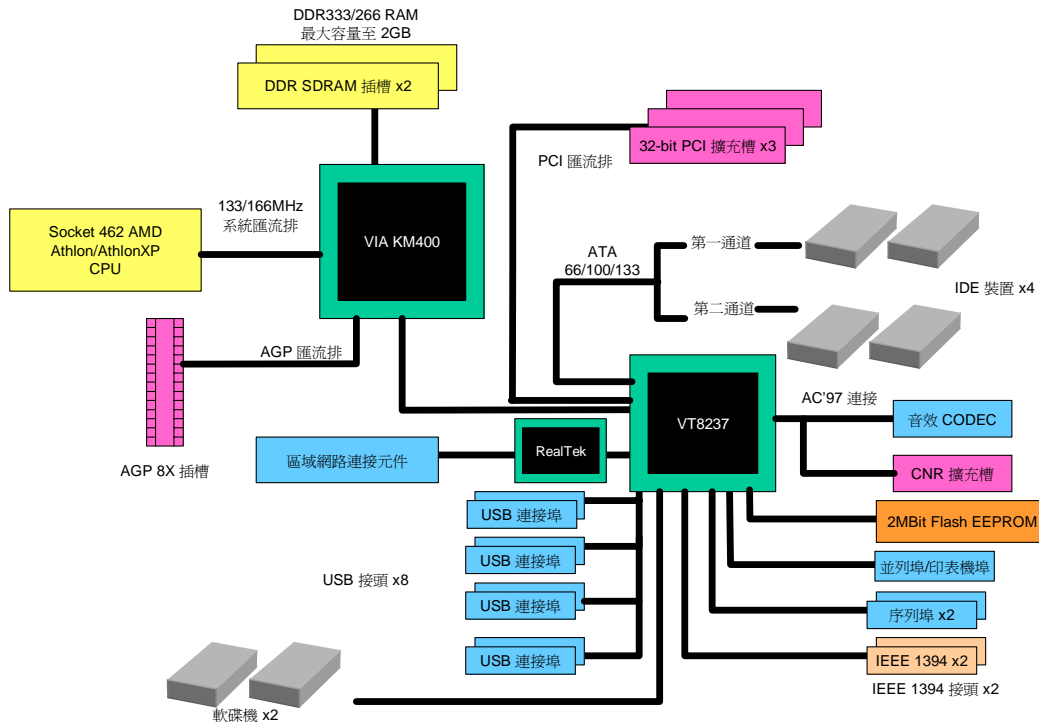 DDR333/266 RAM
最大容量至 2GB
DDR SDRAM 插槽 x2
32-bit PCI 擴充槽 x3
PCI 匯流排
133/166MHz
系統匯流排
Socket 462 AMD
Athlon/AthlonXP
CPU
VIA KM400
ATA
66/100/133
第一通道
第二通道
IDE 裝置 x4
AGP 匯流排
AGP 8X 插槽
VT8237
AC'97 連接
音效 CODEC
CNR 擴充槽
區域網路連接元件
RealTek
2MBit Flash EEPROM
USB 連接埠
USB 連接埠
USB 連接埠
USB 連接埠
USB 接頭 x8
並列埠/印表機埠
序列埠 x2
IEEE 1394 x2
IEEE 1394 接頭 x2
軟碟機 x2